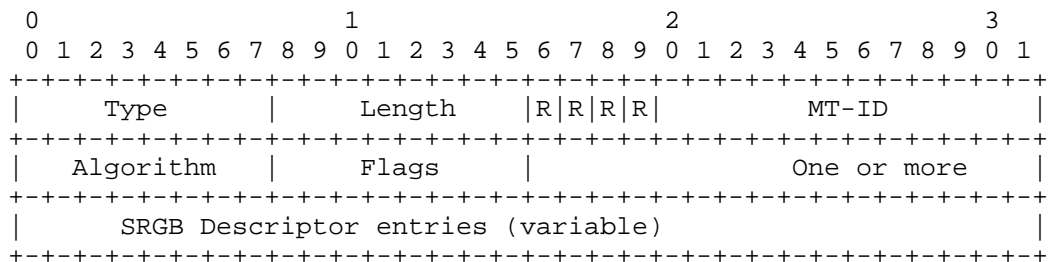 0                   1                   2                   3
 0 1 2 3 4 5 6 7 8 9 0 1 2 3 4 5 6 7 8 9 0 1 2 3 4 5 6 7 8 9 0 1
+-+-+-+-+-+-+-+-+-+-+-+-+-+-+-+-+-+-+-+-+-+-+-+-+-+-+-+-+-+-+-+-+
|     Type      |     Length    |R|R|R|R|         MT-ID         |
+-+-+-+-+-+-+-+-+-+-+-+-+-+-+-+-+-+-+-+-+-+-+-+-+-+-+-+-+-+-+-+-+
|   Algorithm   |     Flags     |                One or more    |
+-+-+-+-+-+-+-+-+-+-+-+-+-+-+-+-+-+-+-+-+-+-+-+-+-+-+-+-+-+-+-+-+
|      SRGB Descriptor entries (variable)                       |
+-+-+-+-+-+-+-+-+-+-+-+-+-+-+-+-+-+-+-+-+-+-+-+-+-+-+-+-+-+-+-+-+